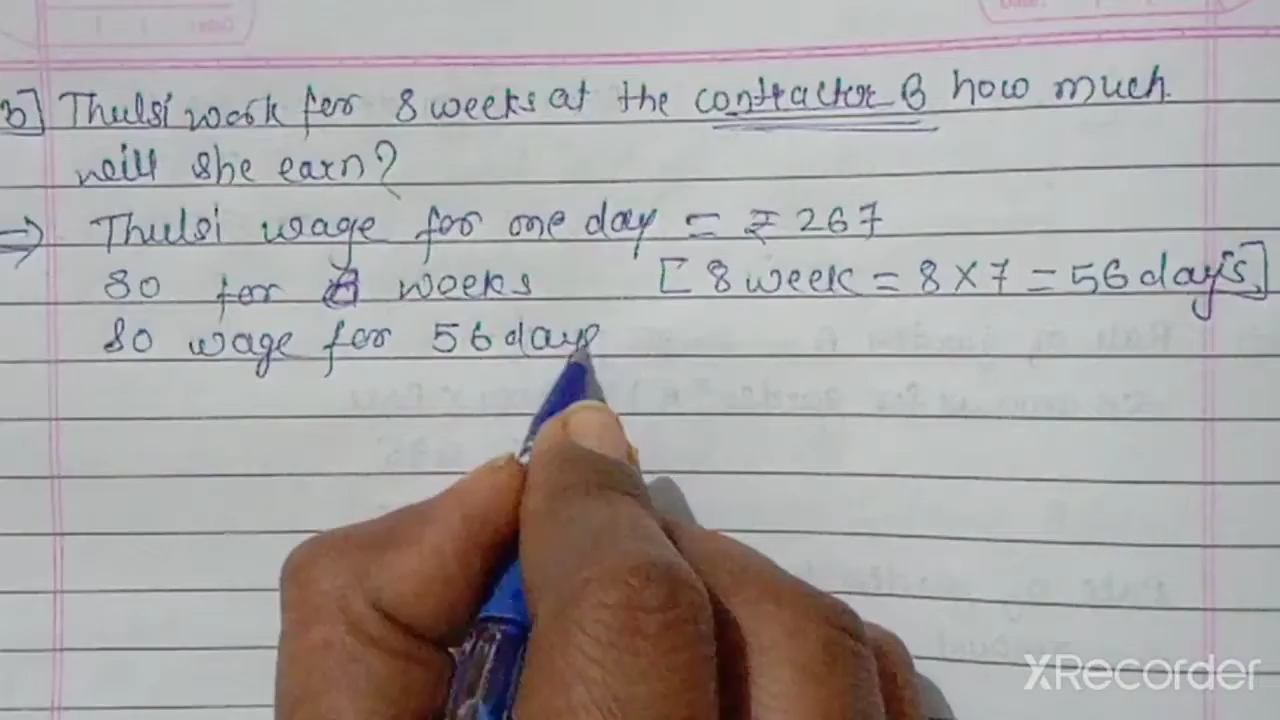 b] Thulsi work for 8 weeks at the contractor B how much
will she earn?
⇒ Thulsi wage for one day = ₹ 267
so for 8 weeks [8 week = 8 × 7 = 56 days]
so wage for 56 days
XRecorder